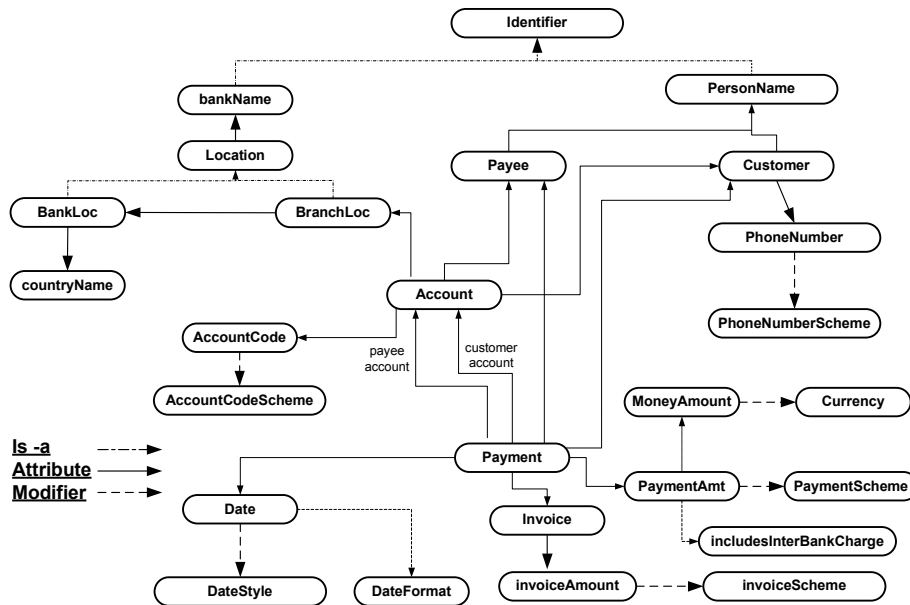 Identifier
PersonName
bankName
Location
Payee
Customer
BankLoc
BranchLoc
PhoneNumber
countryName
Account
PhoneNumberScheme
AccountCode
payee
account
customer
account
AccountCodeScheme
MoneyAmount
Currency
Is -a
Attribute
Modifier
Payment
PaymentAmt
PaymentScheme
Date
Invoice
includesInterBankCharge
DateStyle
DateFormat
invoiceAmount
invoiceScheme